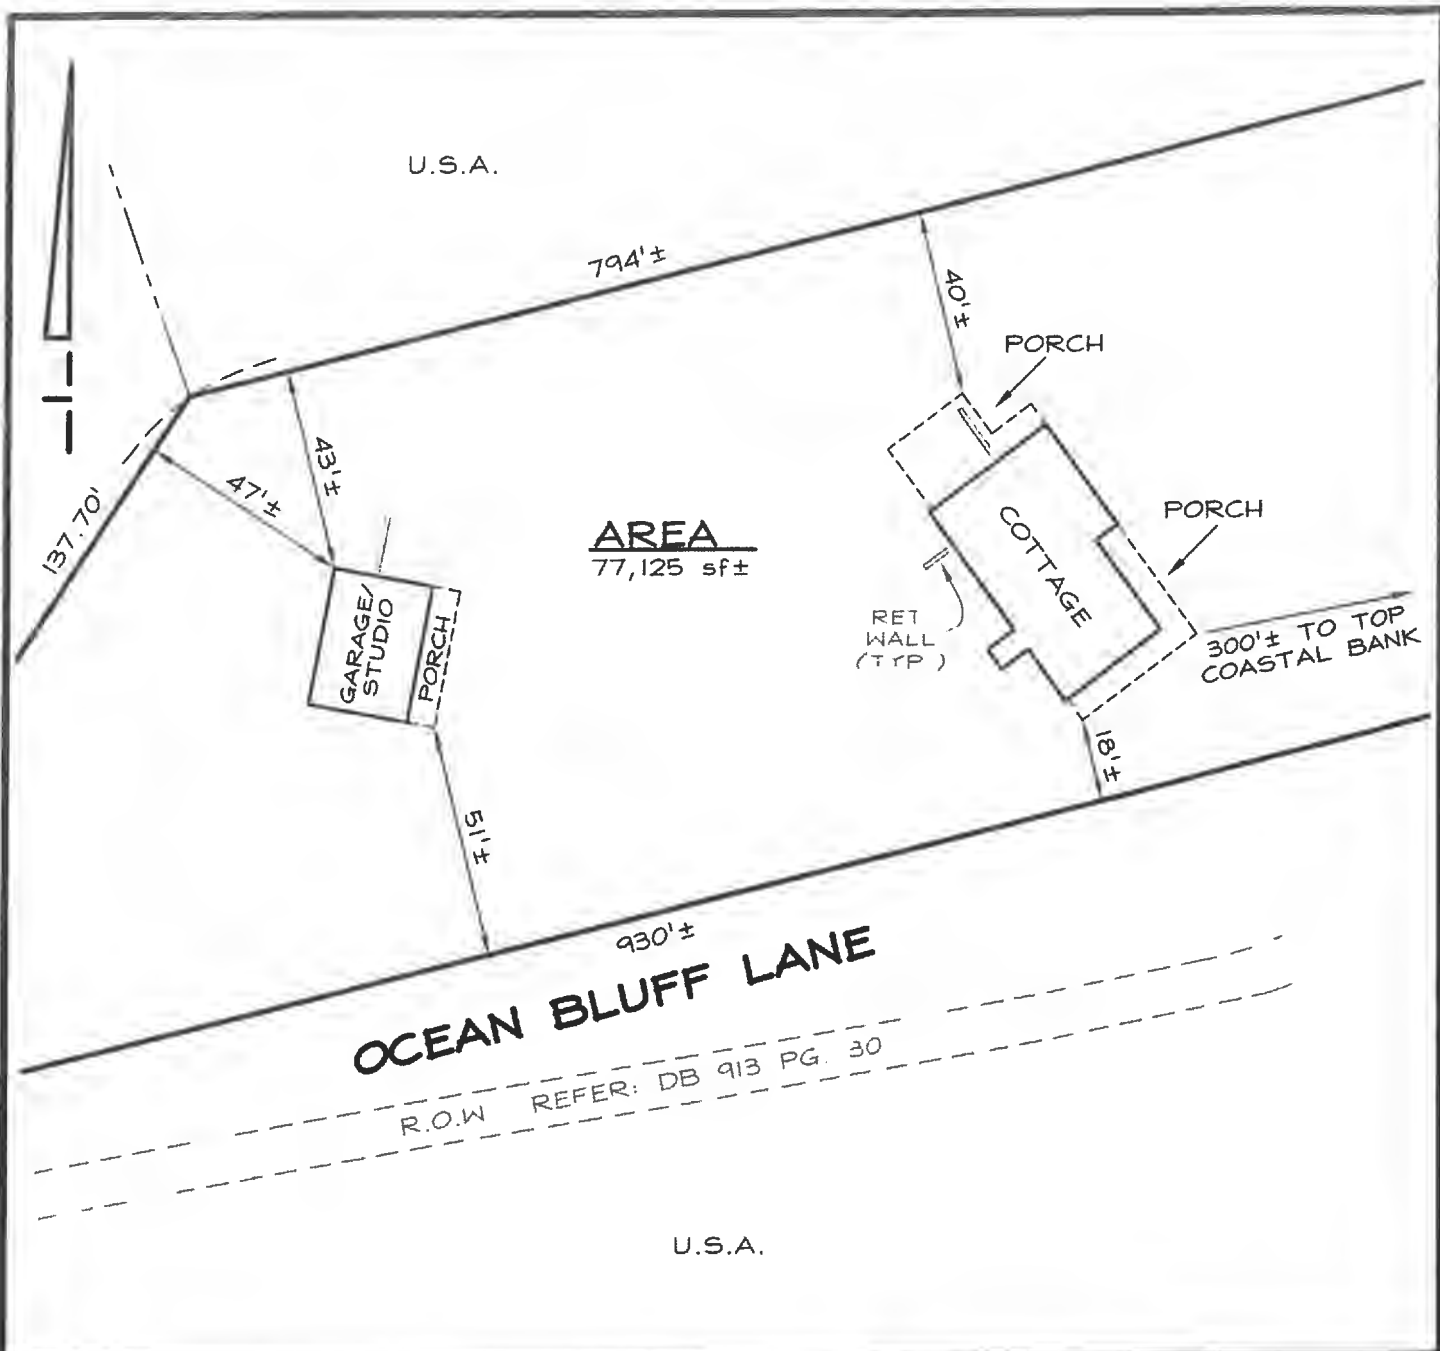 U.S.A.
794'±
40'±
PORCH
43'±
47'±
137.70'
AREA
77,125 sf±
COTTAGE
PORCH
GARAGE/
STUDIO
PORCH
RET
WALL
(TYP)
300'± TO TOP
COASTAL BANK
18'±
51'±
930'±
OCEAN BLUFF LANE
R.O.W REFER: DB 913 PG. 30
U.S.A.